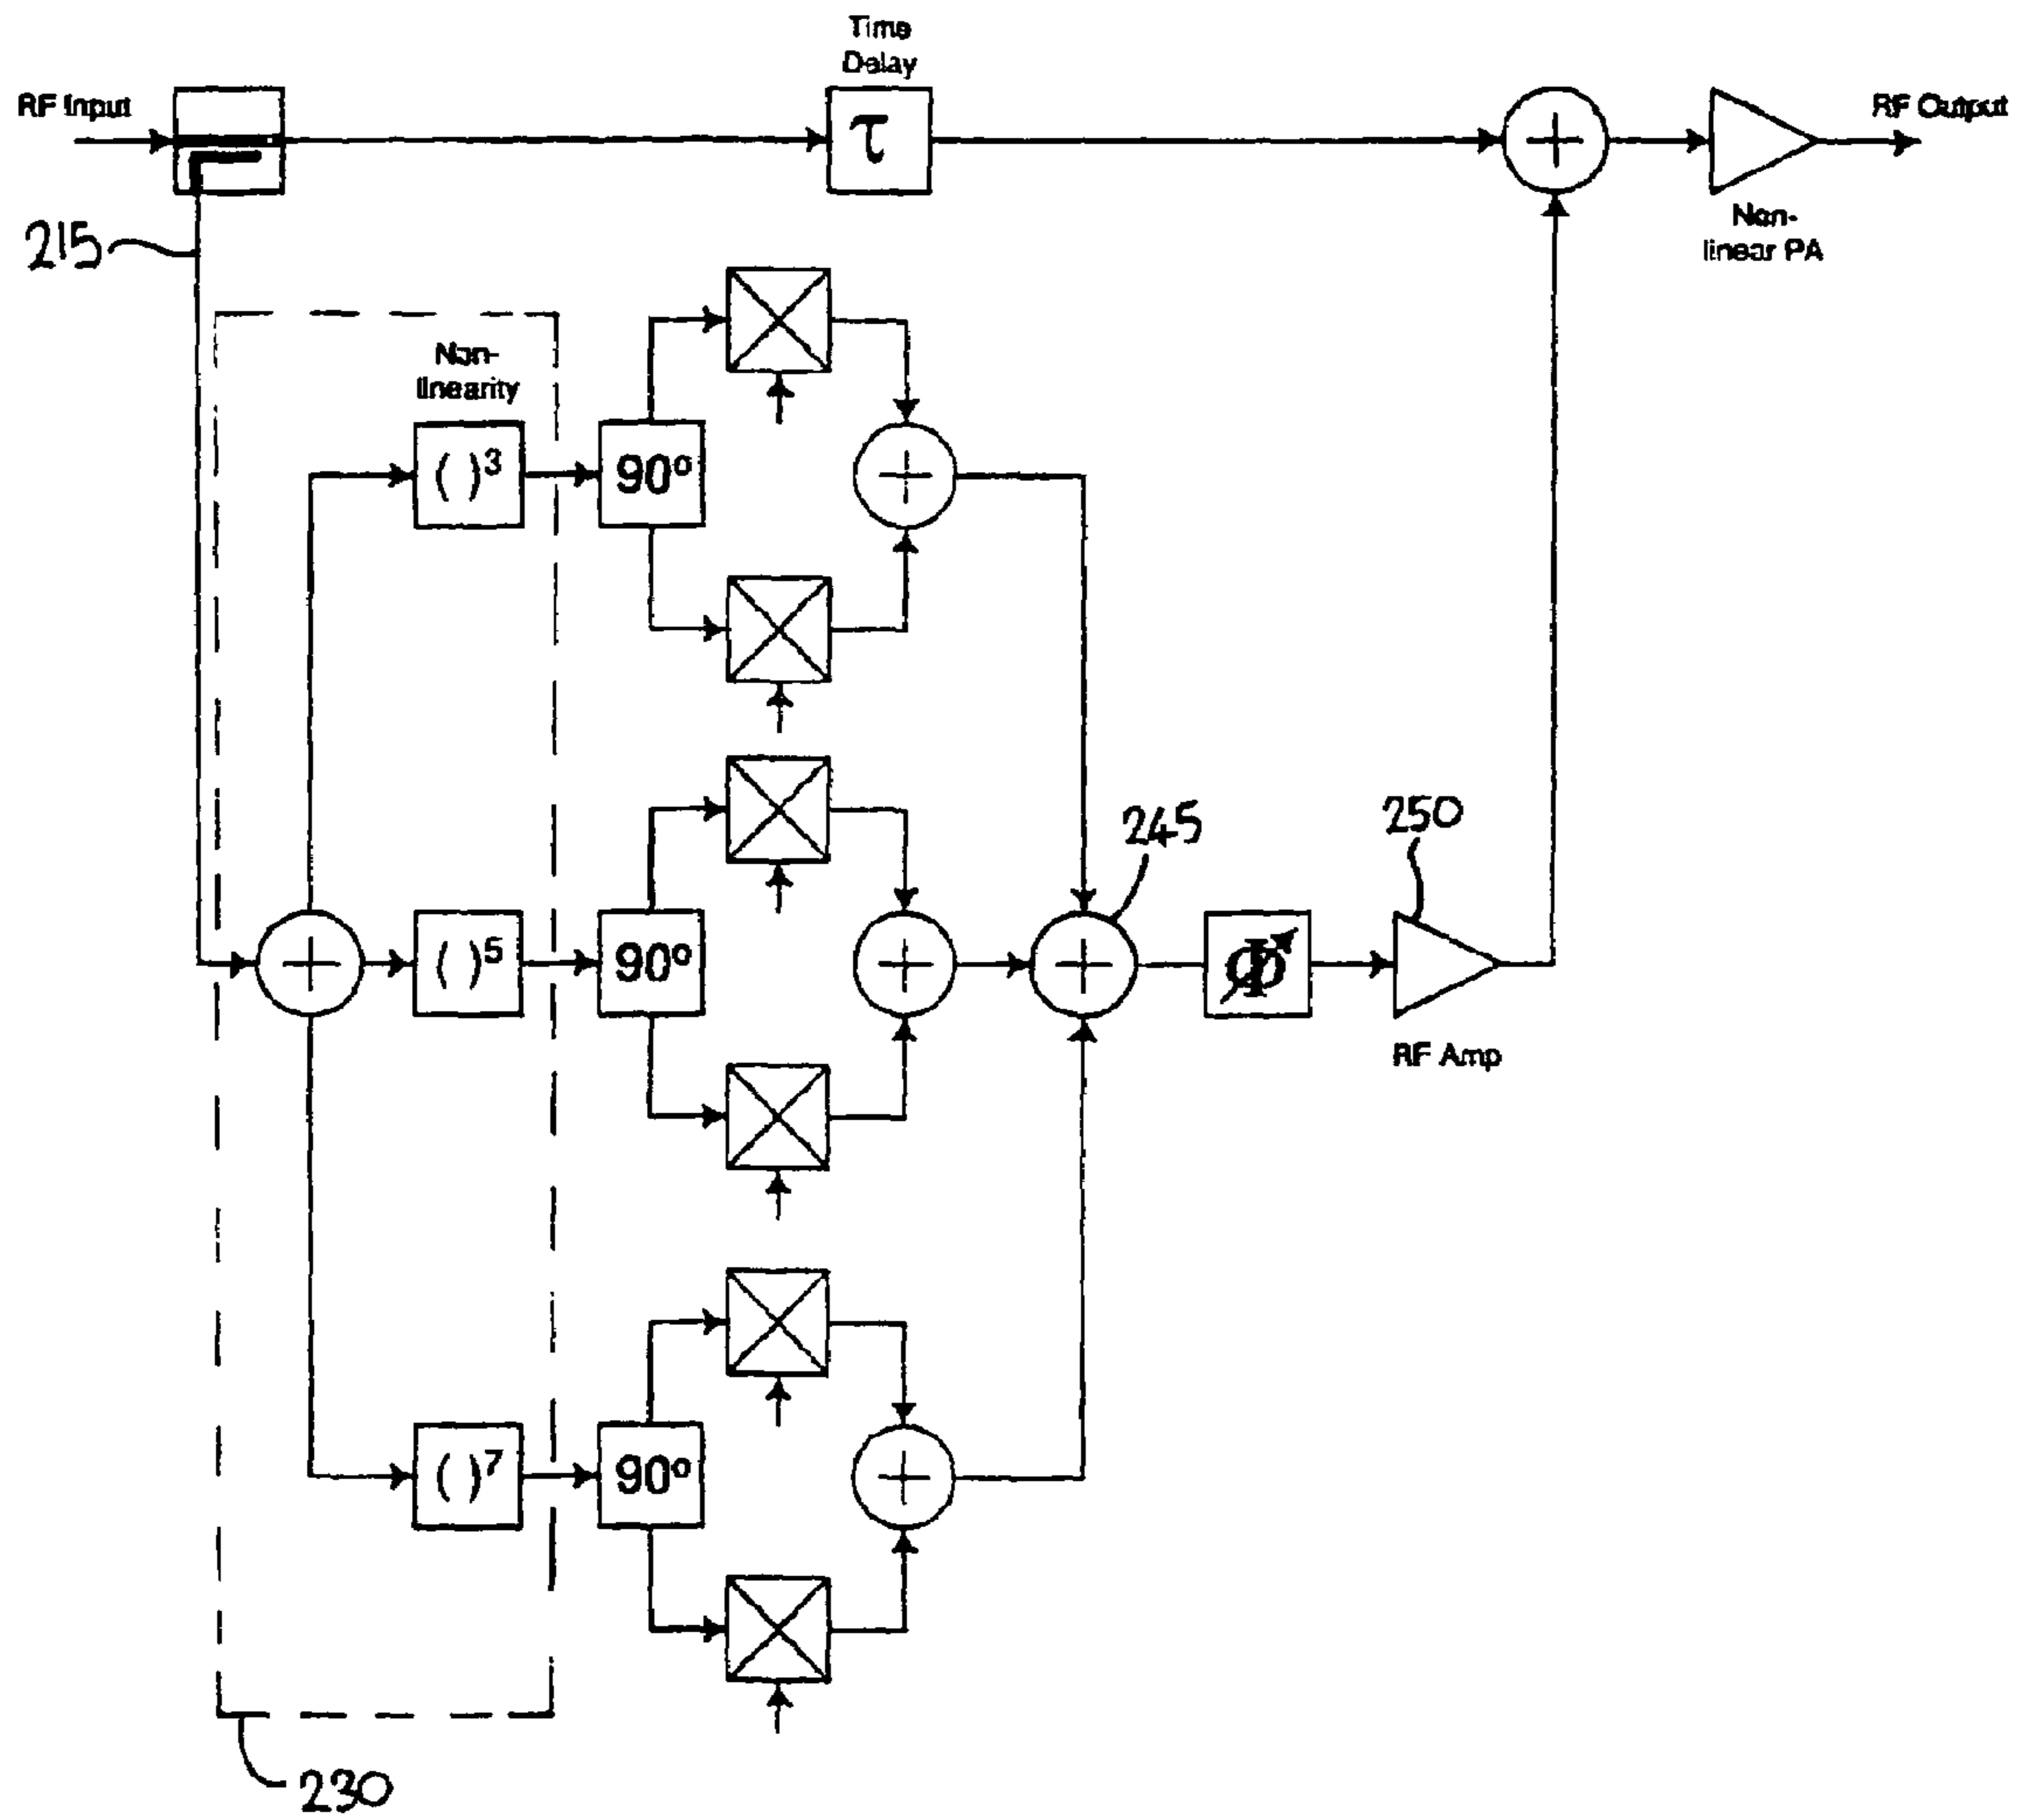 Time
Delay
RF Input
τ
RF Output
Non-
linear PA
215
Non-
linearity
( )³
90°
245
250
( )⁵
90°
Φ
RF Amp
( )⁷
90°
230